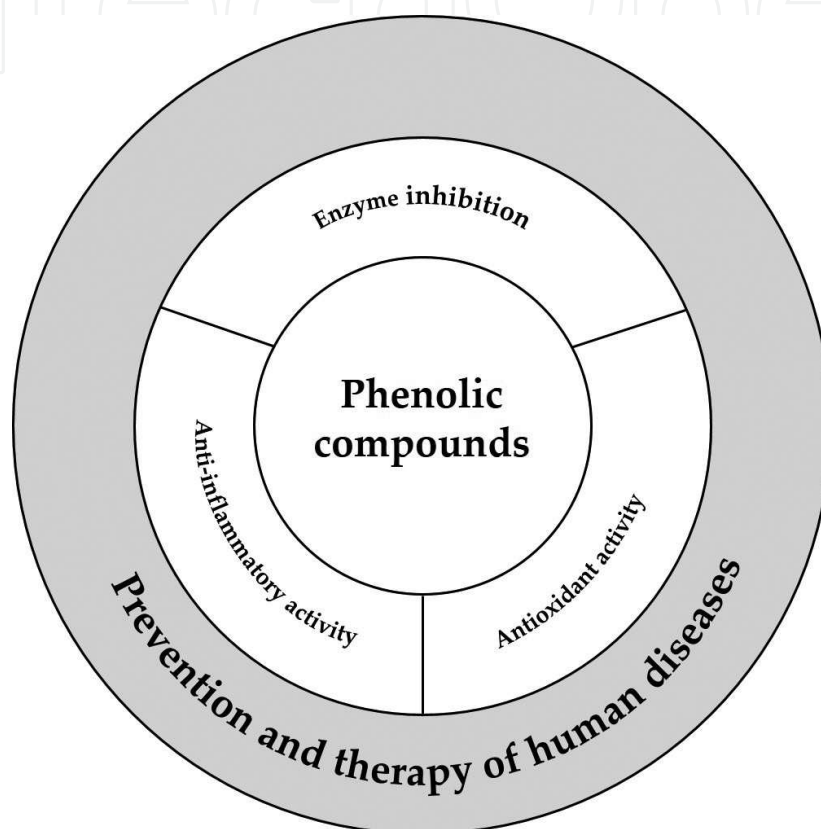 Enzyme inhibition
Phenolic
compounds
Anti-inflammatory activity
Antioxidant activity
Prevention and therapy of human diseases